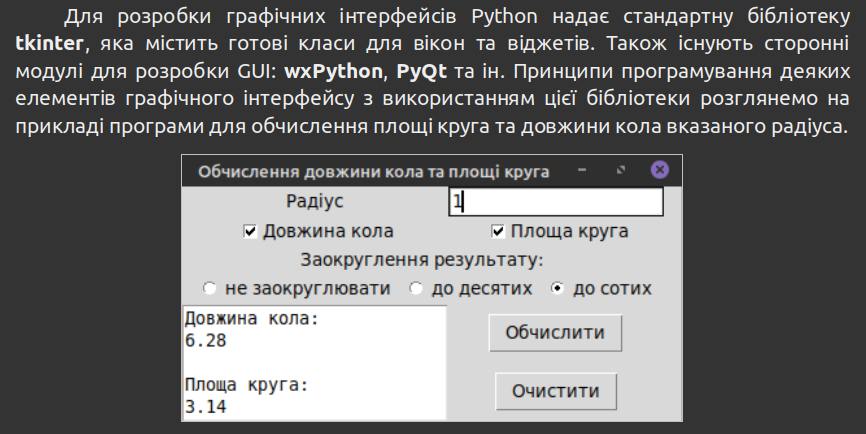 Для розробки графічних інтерфейсів Python надає стандартну бібліотеку
tkinter, яка містить готові класи для вікон та віджетів. Також існують сторонні
модулі для розробки GUI: wxPython, PyQt та ін. Принципи програмування деяких
елементів графічного інтерфейсу з використанням цієї бібліотеки розглянемо на
прикладі програми для обчислення площі круга та довжини кола вказаного радіуса.
Обчислення довжини кола та площі круга
Радіус 1
Довжина кола Площа круга
Заокруглення результату:
не заокруглювати до десятих до сотих
Довжина кола:
6.28
Площа круга:
3.14
Обчислити
Очистити